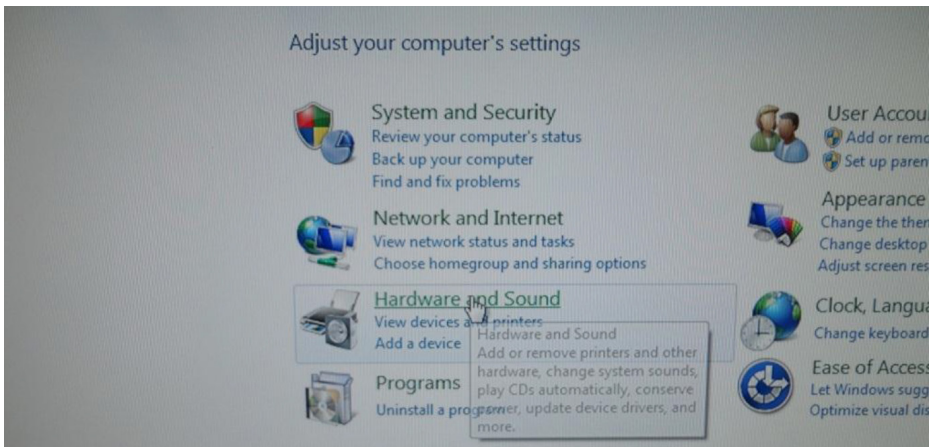 Adjust your computer's settings
System and Security
Review your computer's status
Back up your computer
Find and fix problems
Network and Internet
View network status and tasks
Choose homegroup and sharing options
Hardware and Sound
View devices and printers
Add a device
Hardware and Sound
Add or remove printers and other
hardware, change system sounds,
play CDs automatically, conserve
power, update device drivers, and
more.
Programs
Uninstall a program
User Accou
Add or remo
Set up paren
Appearance
Change the ther
Change desktop
Adjust screen res
Clock, Langua
Change keyboard
Ease of Access
Let Windows sugg
Optimize visual dis